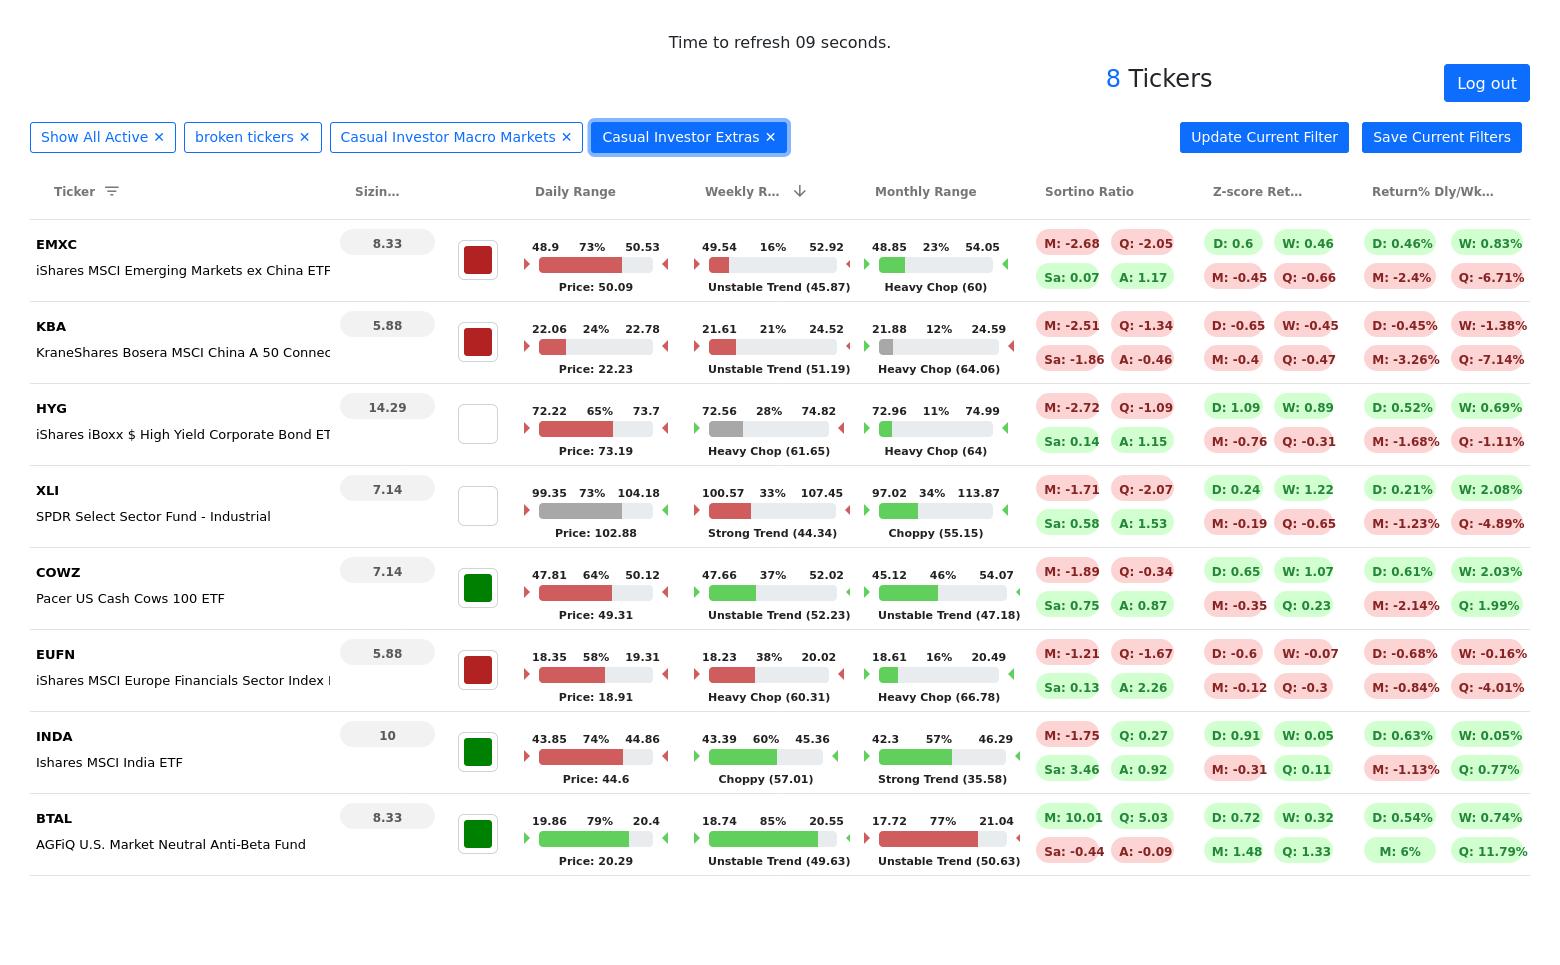 Time to refresh 09 seconds.
8 Tickers
Log out
Show All Active ✕ broken tickers ✕ Casual Investor Macro Markets ✕ Casual Investor Extras ✕ Update Current Filter Save Current Filters
Ticker Sizin… Daily Range Weekly R… Monthly Range Sortino Ratio Z-score Ret… Return% Dly/Wk…
EMXC 8.33 48.9 73% 50.53 49.54 16% 52.92 48.85 23% 54.05 M: -2.68 Q: -2.05 D: 0.6 W: 0.46 D: 0.46% W: 0.83%
iShares MSCI Emerging Markets ex China ETF Sa: 0.07 A: 1.17 M: -0.45 Q: -0.66 M: -2.4% Q: -6.71%
Price: 50.09 Unstable Trend (45.87) Heavy Chop (60)
KBA 5.88 22.06 24% 22.78 21.61 21% 24.52 21.88 12% 24.59 M: -2.51 Q: -1.34 D: -0.65 W: -0.45 D: -0.45% W: -1.38%
KraneShares Bosera MSCI China A 50 Connec Sa: -1.86 A: -0.46 M: -0.4 Q: -0.47 M: -3.26% Q: -7.14%
Price: 22.23 Unstable Trend (51.19) Heavy Chop (64.06)
HYG 14.29 72.22 65% 73.7 72.56 28% 74.82 72.96 11% 74.99 M: -2.72 Q: -1.09 D: 1.09 W: 0.89 D: 0.52% W: 0.69%
iShares iBoxx $ High Yield Corporate Bond ET Sa: 0.14 A: 1.15 M: -0.76 Q: -0.31 M: -1.68% Q: -1.11%
Price: 73.19 Heavy Chop (61.65) Heavy Chop (64)
XLI 7.14 99.35 73% 104.18 100.57 33% 107.45 97.02 34% 113.87 M: -1.71 Q: -2.07 D: 0.24 W: 1.22 D: 0.21% W: 2.08%
SPDR Select Sector Fund - Industrial Sa: 0.58 A: 1.53 M: -0.19 Q: -0.65 M: -1.23% Q: -4.89%
Price: 102.88 Strong Trend (44.34) Choppy (55.15)
COWZ 7.14 47.81 64% 50.12 47.66 37% 52.02 45.12 46% 54.07 M: -1.89 Q: -0.34 D: 0.65 W: 1.07 D: 0.61% W: 2.03%
Pacer US Cash Cows 100 ETF Sa: 0.75 A: 0.87 M: -0.35 Q: 0.23 M: -2.14% Q: 1.99%
Price: 49.31 Unstable Trend (52.23) Unstable Trend (47.18)
EUFN 5.88 18.35 58% 19.31 18.23 38% 20.02 18.61 16% 20.49 M: -1.21 Q: -1.67 D: -0.6 W: -0.07 D: -0.68% W: -0.16%
iShares MSCI Europe Financials Sector Index Sa: 0.13 A: 2.26 M: -0.12 Q: -0.3 M: -0.84% Q: -4.01%
Price: 18.91 Heavy Chop (60.31) Heavy Chop (66.78)
INDA 10 43.85 74% 44.86 43.39 60% 45.36 42.3 57% 46.29 M: -1.75 Q: 0.27 D: 0.91 W: 0.05 D: 0.63% W: 0.05%
Ishares MSCI India ETF Sa: 3.46 A: 0.92 M: -0.31 Q: 0.11 M: -1.13% Q: 0.77%
Price: 44.6 Choppy (57.01) Strong Trend (35.58)
BTAL 8.33 19.86 79% 20.4 18.74 85% 20.55 17.72 77% 21.04 M: 10.01 Q: 5.03 D: 0.72 W: 0.32 D: 0.54% W: 0.74%
AGFiQ U.S. Market Neutral Anti-Beta Fund Sa: -0.44 A: -0.09 M: 1.48 Q: 1.33 M: 6% Q: 11.79%
Price: 20.29 Unstable Trend (49.63) Unstable Trend (50.63)